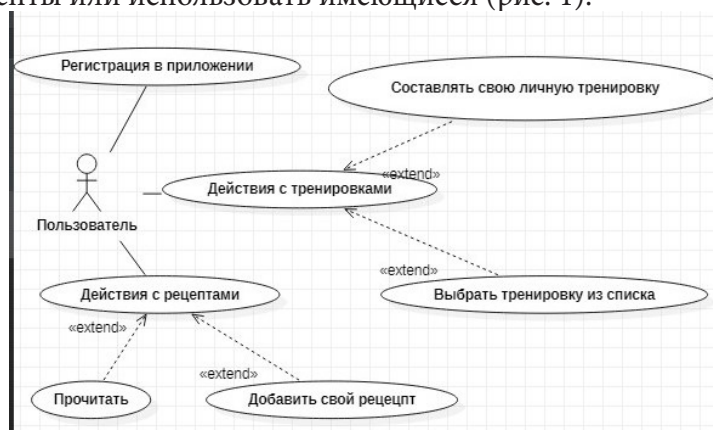 енты или использовать имеющиеся (рис. 1).
Регистрация в приложении
Составлять свою личную тренировку
«extend»
Действия с тренировками
Пользователь
«extend»
Действия с рецептами
Выбрать тренировку из списка
«extend»
«extend»
Прочитать
Добавить свой рецецпт